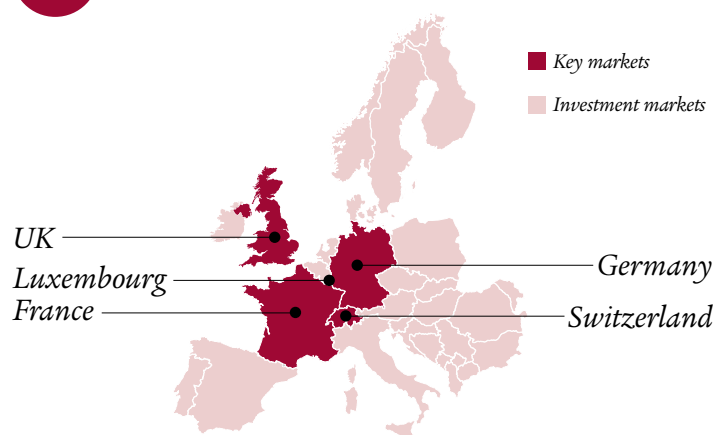 Key markets
Investment markets
UK
Luxembourg
France
Germany
Switzerland